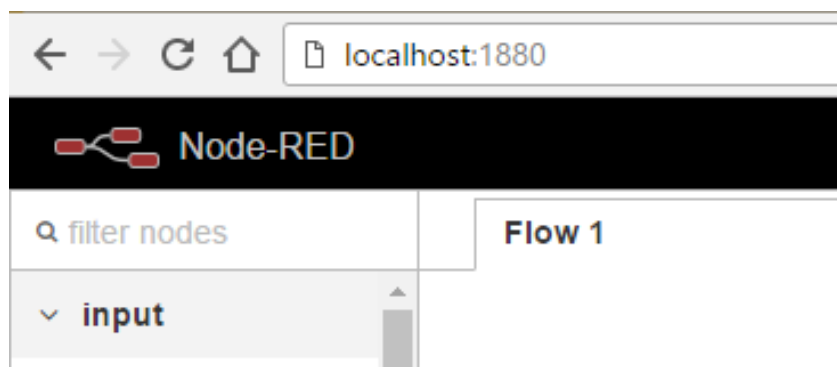 localhost:1880
Node-RED
filter nodes
Flow 1
input